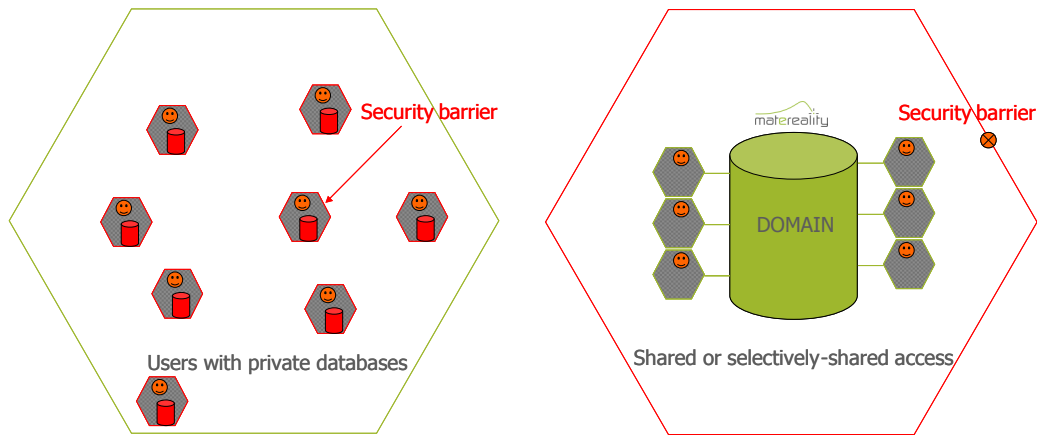 Security barrier
Users with private databases
matereality
Security barrier
DOMAIN
Shared or selectively-shared access